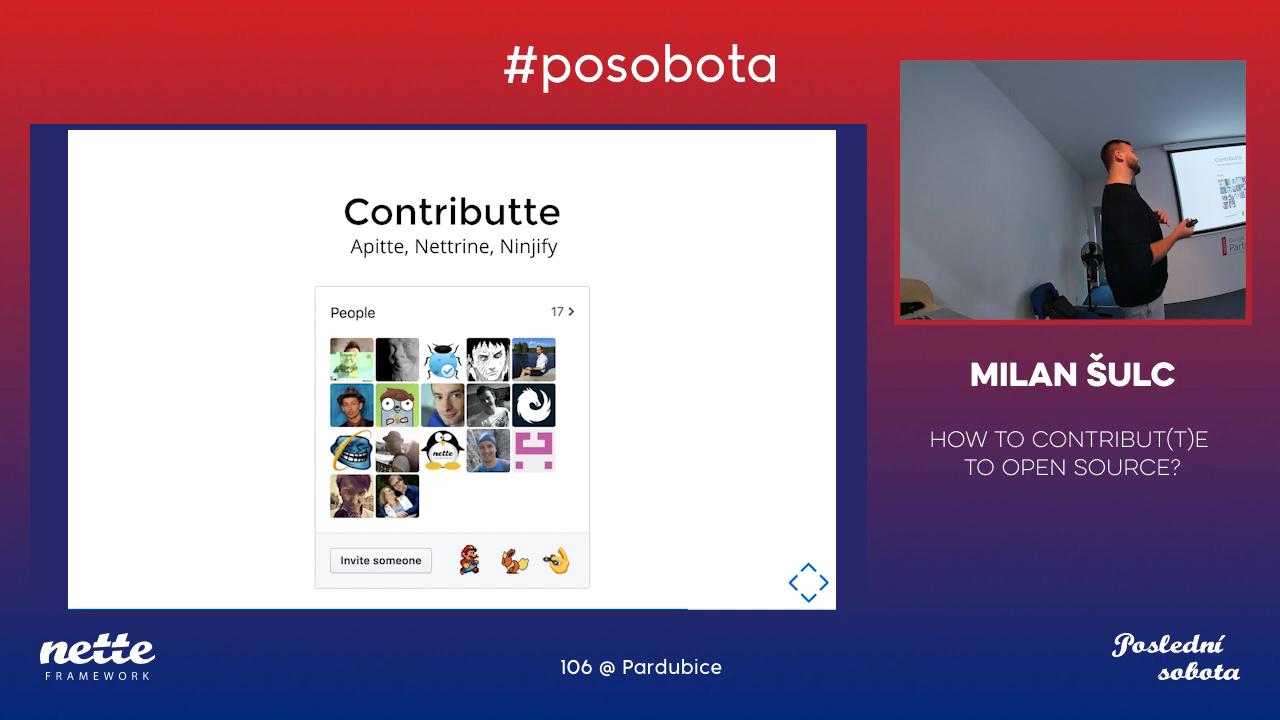 #posobota
Contributte
Apitte, Nettrine, Ninjify
People
17
nette
Invite someone
MILAN ŠULC
HOW TO CONTRIBUT(T)E
TO OPEN SOURCE?
nette
FRAMEWORK
106 @ Pardubice
Poslední
sobota